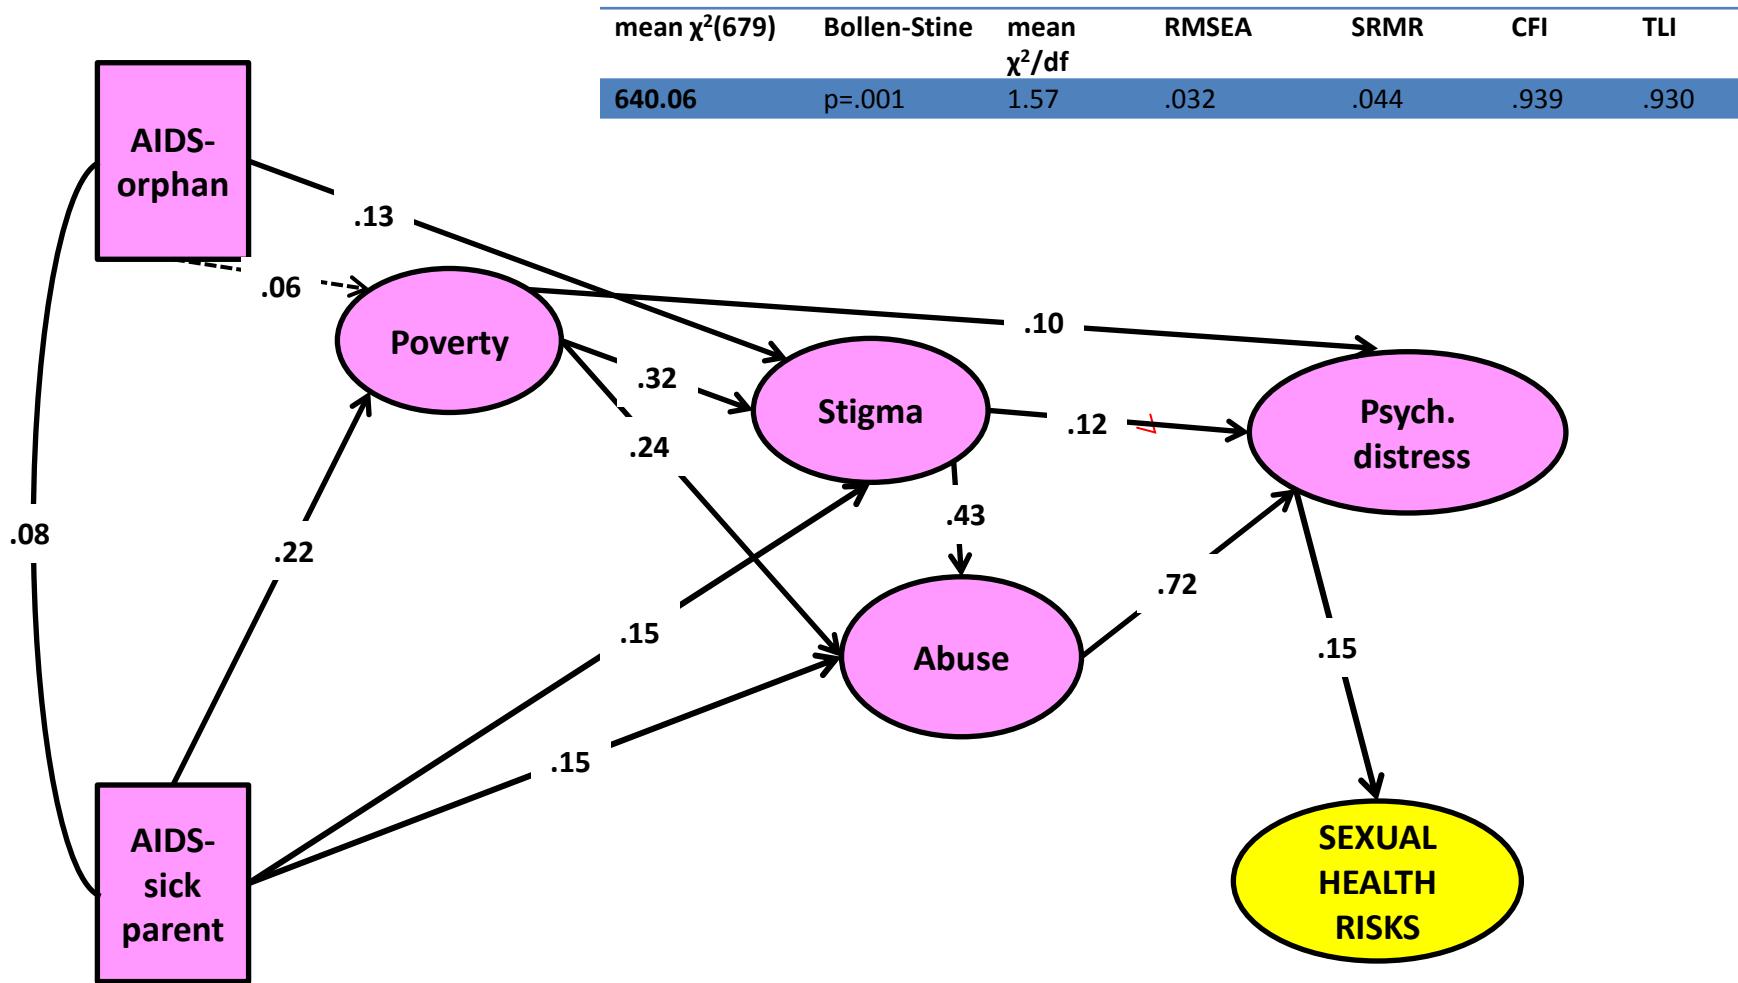 mean χ²(679) Bollen-Stine mean χ²/df RMSEA SRMR CFI TLI
640.06 p=.001 1.57 .032 .044 .939 .930
AIDS-
orphan
.13
.06
Poverty
.10
.32
Stigma
.12
Psych.
distress
.24
.08
.43
.22
.72
.15
Abuse
.15
.15
AIDS-
sick
parent
SEXUAL
HEALTH
RISKS